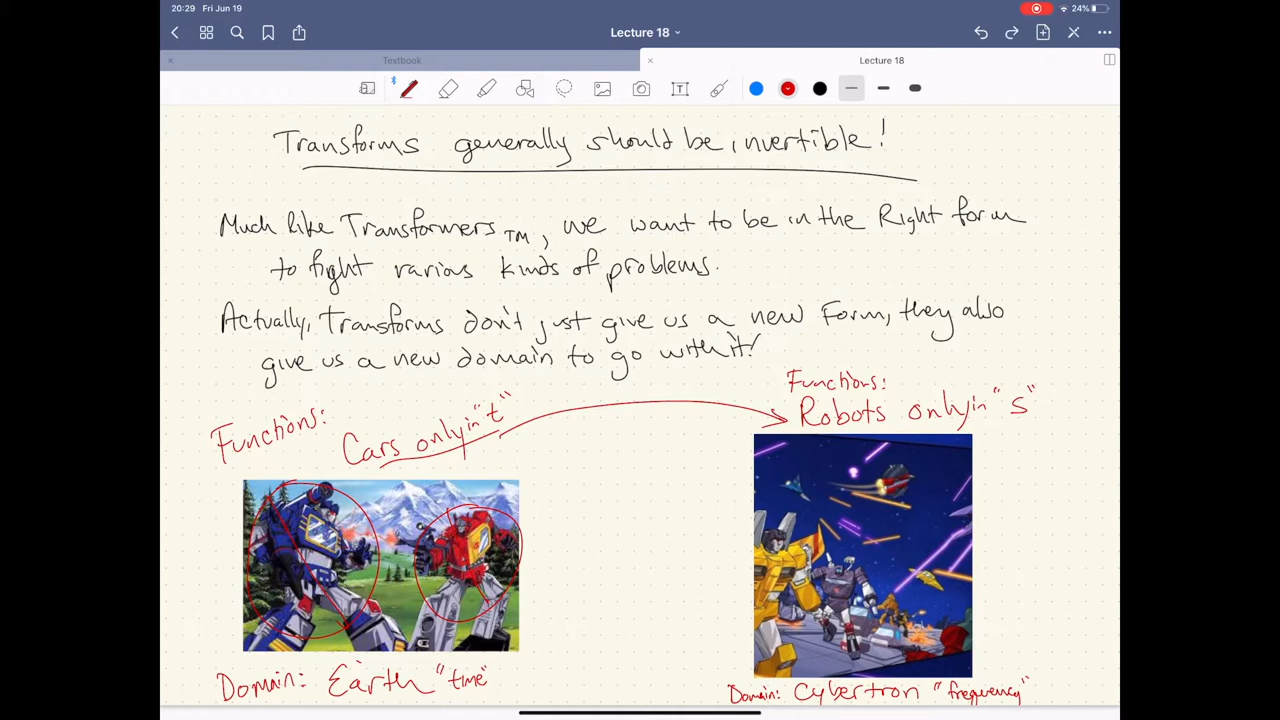 20:29 Fri Jun 19
24%
Lecture 18
Textbook
Lecture 18
Transforms generally should be invertible!
Much like Transformers TM, we want to be in the Right form
to fight various kinds of problems.
Actually, Transforms don't just give us a new Form, they also
give us a new domain to go with it!
Functions:
Cars only in "t"
Functions:
Robots only in "s"
Domain: Earth "time"
Domain: Cybertron "frequency"